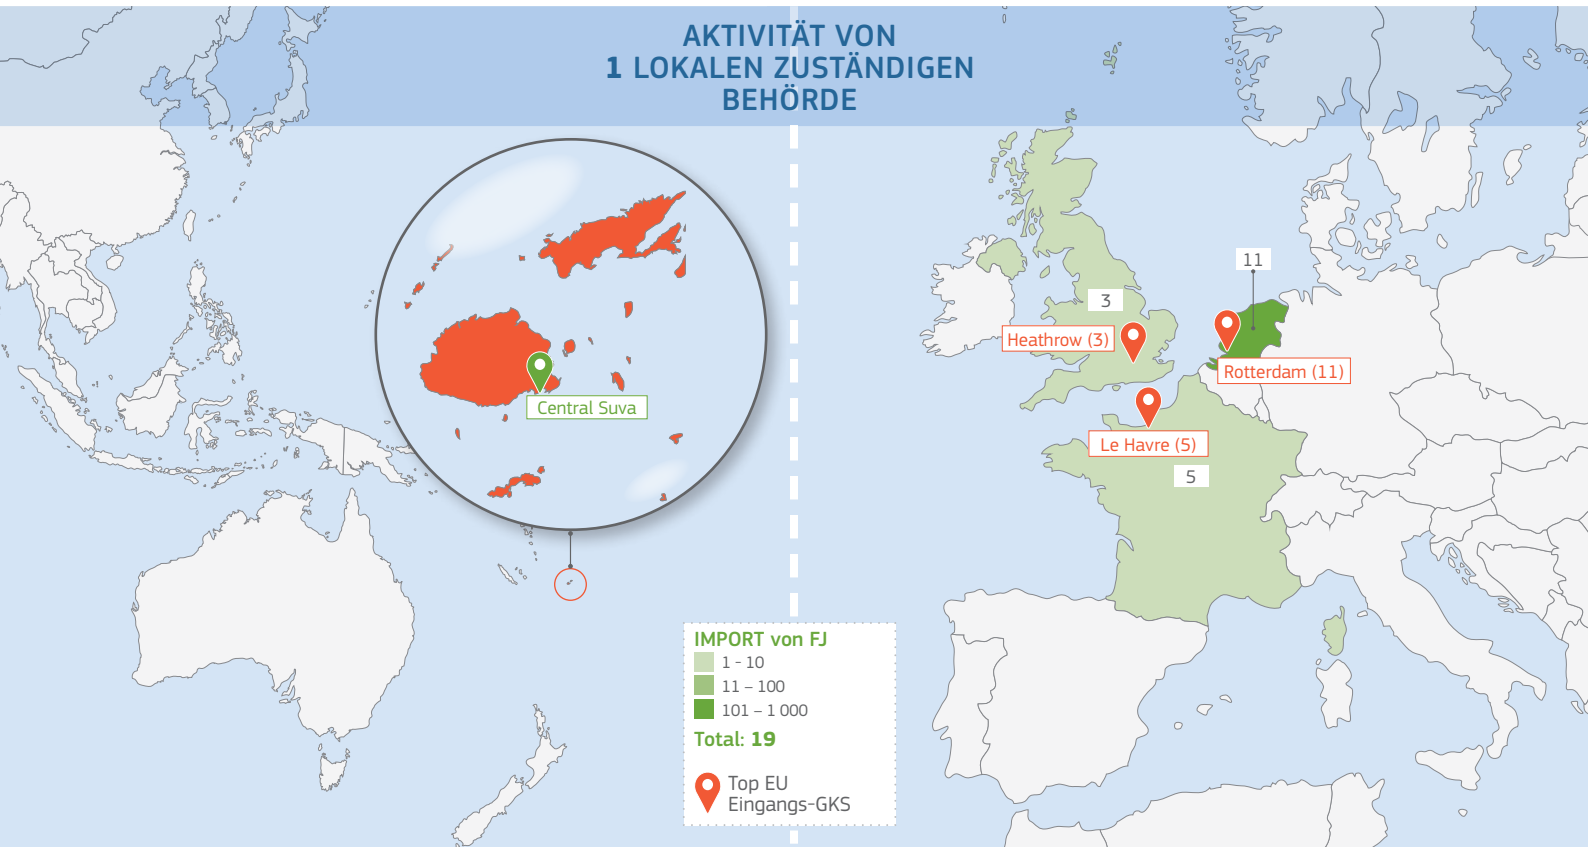 AKTIVITÄT VON
1 LOKALEN ZUSTÄNDIGEN
BEHÖRDE
Central Suva
11
3
Heathrow (3)
Rotterdam (11)
Le Havre (5)
5
IMPORT von FJ
1 - 10
11 – 100
101 – 1 000
Total: 19
Top EU
Eingangs-GKS